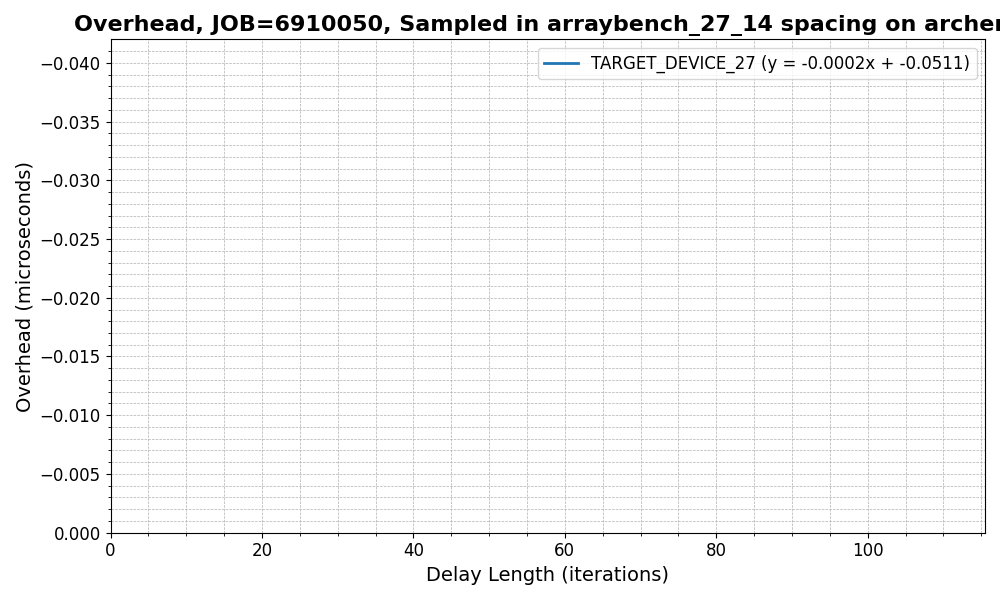 Overhead, JOB=6910050, Sampled in arraybench_27_14 spacing on archer
TARGET_DEVICE_27 (y = -0.0002x + -0.0511)
Overhead (microseconds)
−0.040
−0.035
−0.030
−0.025
−0.020
−0.015
−0.010
−0.005
0.000
0 20 40 60 80 100
Delay Length (iterations)